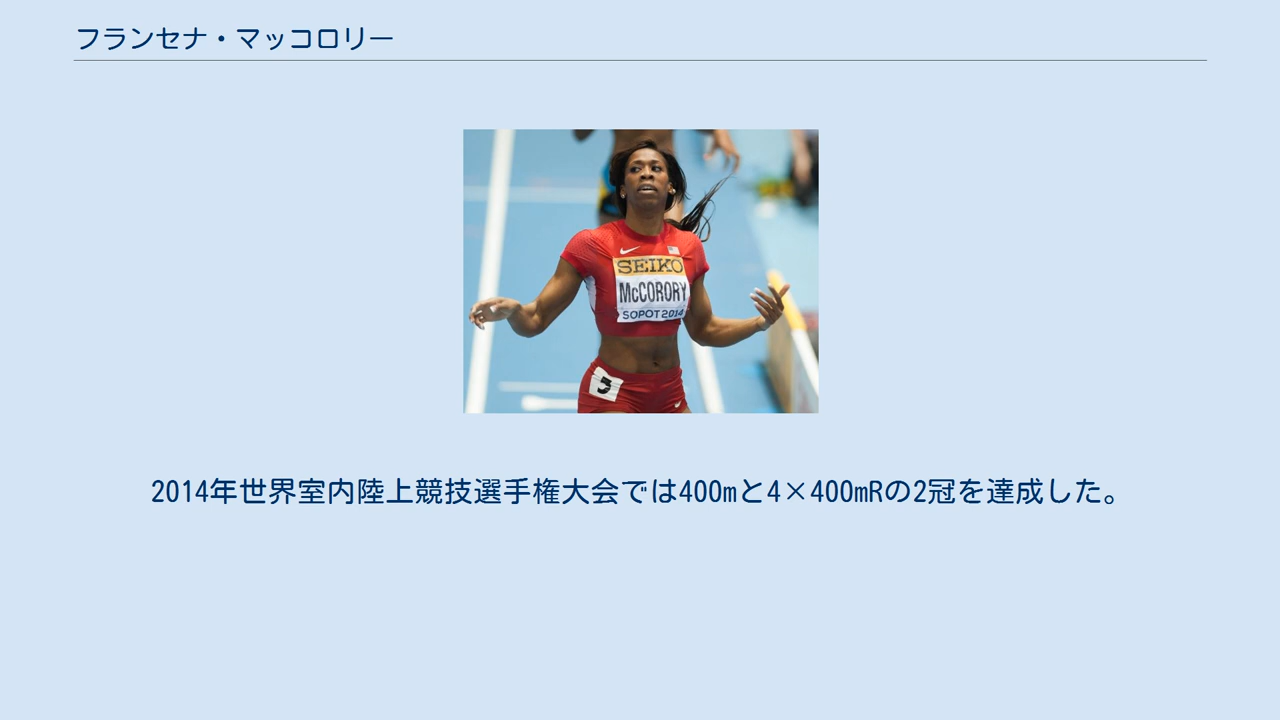 フランセナ・マッコロリー
SEIKO
McCORORY
SOPOT 2014
3
2014年世界室内陸上競技選手権大会では400mと4×400mRの2冠を達成した。